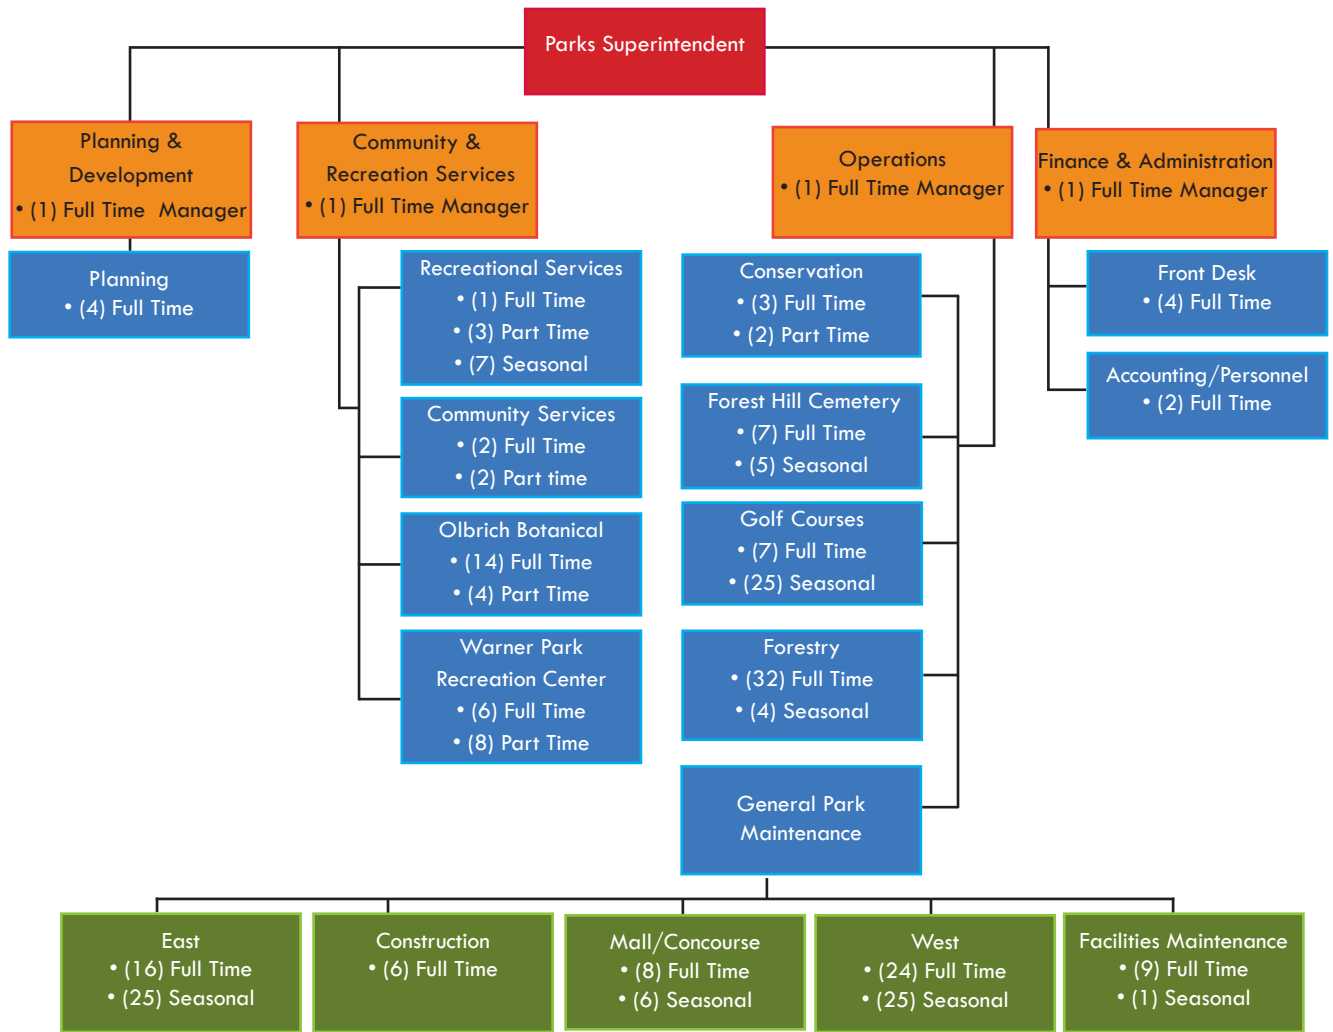 Parks Superintendent
Planning &
Development
• (1) Full Time Manager
Community &
Recreation Services
• (1) Full Time Manager
Operations
• (1) Full Time Manager
Finance & Administration
• (1) Full Time Manager
Planning
• (4) Full Time
Recreational Services
• (1) Full Time
• (3) Part Time
• (7) Seasonal
Community Services
• (2) Full Time
• (2) Part time
Olbrich Botanical
• (14) Full Time
• (4) Part Time
Warner Park
Recreation Center
• (6) Full Time
• (8) Part Time
Conservation
• (3) Full Time
• (2) Part Time
Forest Hill Cemetery
• (7) Full Time
• (5) Seasonal
Golf Courses
• (7) Full Time
• (25) Seasonal
Forestry
• (32) Full Time
• (4) Seasonal
General Park
Maintenance
Front Desk
• (4) Full Time
Accounting/Personnel
• (2) Full Time
East
• (16) Full Time
• (25) Seasonal
Construction
• (6) Full Time
Mall/Concourse
• (8) Full Time
• (6) Seasonal
West
• (24) Full Time
• (25) Seasonal
Facilities Maintenance
• (9) Full Time
• (1) Seasonal